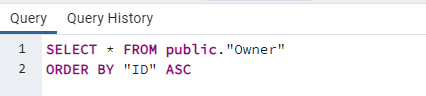 Query Query History
1 SELECT * FROM public."Owner"
2 ORDER BY "ID" ASC